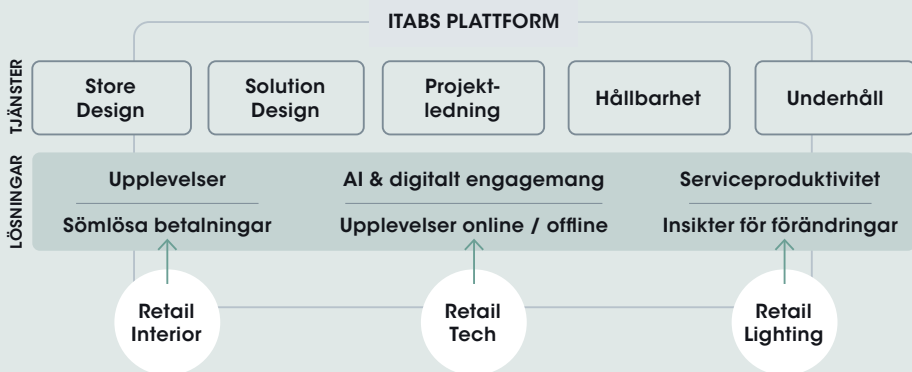 ITABS PLATTFORM
TJÄNSTER
Store
Design
Solution
Design
Projekt-
ledning
Hållbarhet
Underhåll
LÖSNINGAR
Upplevelser
Sömlösa betalningar
AI & digitalt engagemang
Upplevelser online / offline
Serviceproduktivitet
Insikter för förändringar
Retail
Interior
Retail
Tech
Retail
Lighting